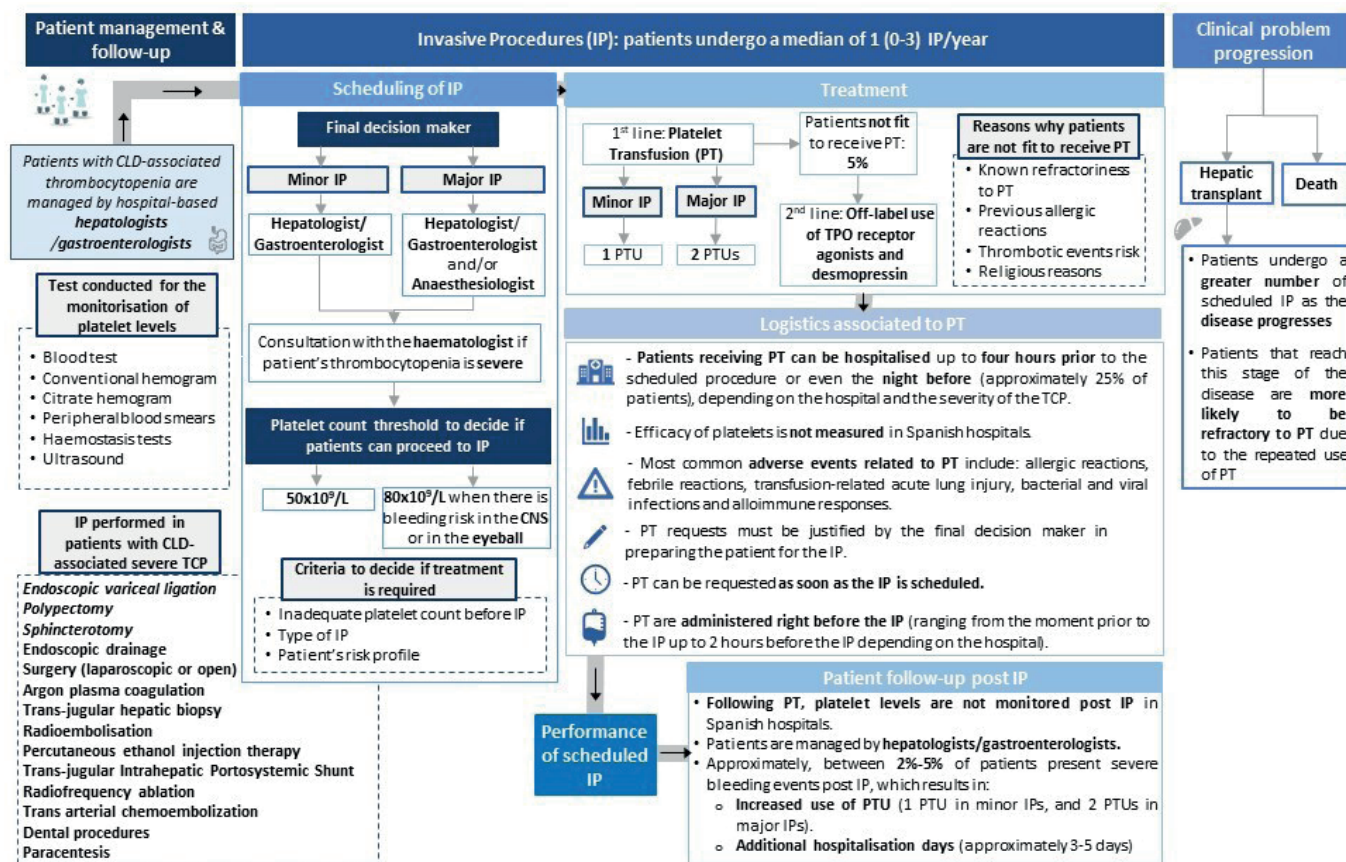 Patient management &
follow-up
Patients with CLD-associated
thrombocytopenia are
managed by hospital-based
hepatologists
/gastroenterologists
Test conducted for the
monitorisation of
platelet levels
• Blood test
• Conventional hemogram
• Citrate hemogram
• Peripheral blood smears
• Haemostasis tests
• Ultrasound
IP performed in
patients with CLD-
associated severe TCP
Endoscopic variceal ligation
Polypectomy
Sphincterotomy
Endoscopic drainage
Surgery (laparoscopic or open)
Argon plasma coagulation
Trans-jugular hepatic biopsy
Radioembolisation
Percutaneous ethanol injection therapy
Trans-jugular Intrahepatic Portosystemic Shunt
Radiofrequency ablation
Trans arterial chemoembolization
Dental procedures
Paracentesis
Invasive Procedures (IP): patients undergo a median of 1 (0-3) IP/year
Scheduling of IP
Final decision maker
Minor IP
Major IP
Hepatologist/
Gastroenterologist
Hepatologist/
Gastroenterologist
and/or
Anaesthesiologist
Consultation with the haematologist if
patient's thrombocytopenia is severe
Platelet count threshold to decide if
patients can proceed to IP
50x10⁹/L
80x10⁹/L when there is
bleeding risk in the CNS
or in the eyeball
Criteria to decide if treatment
is required
• Inadequate platelet count before IP
• Type of IP
• Patient's risk profile
Treatment
1st line: Platelet
Transfusion (PT)
Minor IP
Major IP
1 PTU
2 PTUs
Patients not fit
to receive PT:
5%
2nd line: Off-label use
of TPO receptor
agonists and
desmopressin
Reasons why patients
are not fit to receive PT
• Known refractoriness
to PT
• Previous allergic
reactions
• Thrombotic events risk
• Religious reasons
Logistics associated to PT
- Patients receiving PT can be hospitalised up to four hours prior to the
scheduled procedure or even the night before (approximately 25% of
patients), depending on the hospital and the severity of the TCP.
- Efficacy of platelets is not measured in Spanish hospitals.
- Most common adverse events related to PT include: allergic reactions,
febrile reactions, transfusion-related acute lung injury, bacterial and viral
infections and alloimmune responses.
- PT requests must be justified by the final decision maker in
preparing the patient for the IP.
- PT can be requested as soon as the IP is scheduled.
- PT are administered right before the IP (ranging from the moment prior to
the IP up to 2 hours before the IP depending on the hospital).
Performance
of scheduled
IP
Patient follow-up post IP
• Following PT, platelet levels are not monitored post IP in
Spanish hospitals.
• Patients are managed by hepatologists/gastroenterologists.
• Approximately, between 2%-5% of patients present severe
bleeding events post IP, which results in:
o Increased use of PTU (1 PTU in minor IPs, and 2 PTUs in
major IPs).
o Additional hospitalisation days (approximately 3-5 days)
Clinical problem
progression
Hepatic
transplant
Death
• Patients undergo a
greater number of
scheduled IP as the
disease progresses
• Patients that reach
this stage of the
disease are more
likely to be
refractory to PT due
to the repeated use
of PT